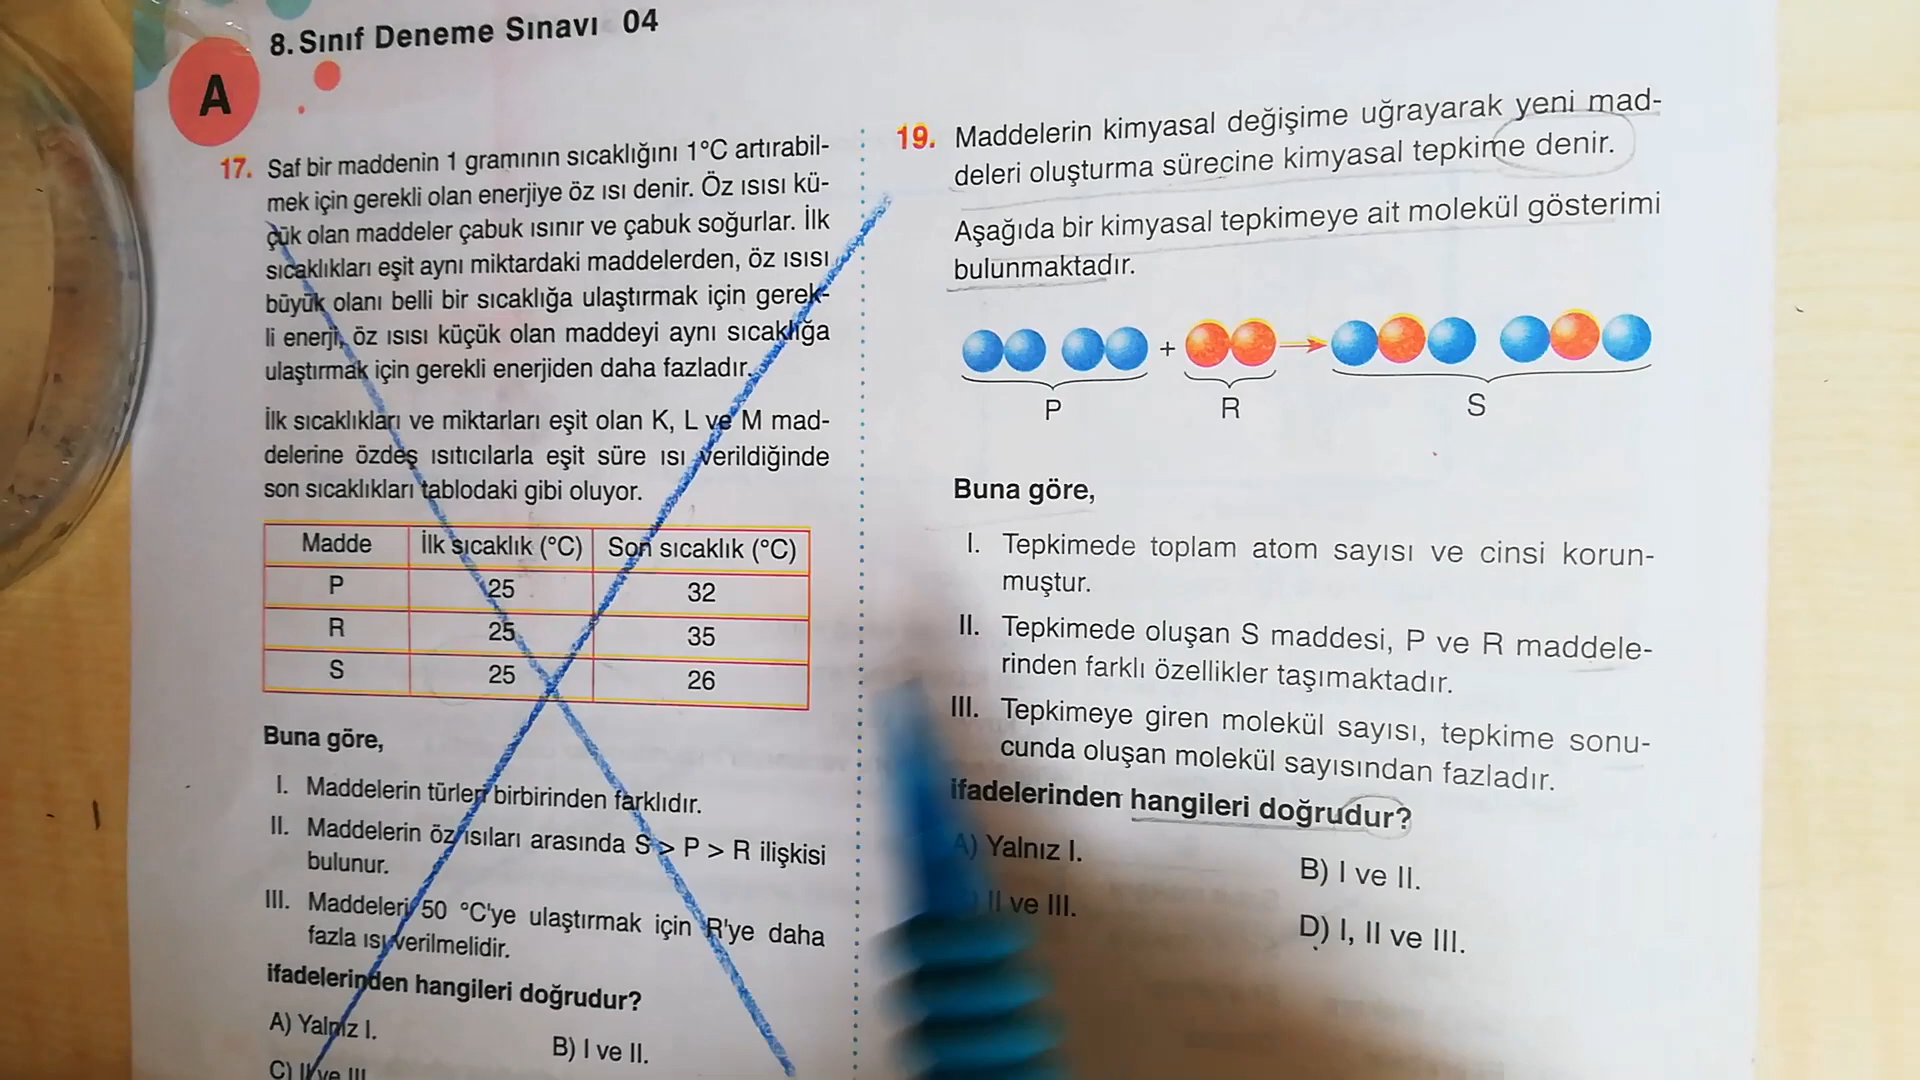 8. Sınıf Deneme Sınavı 04
A
17. Saf bir maddenin 1 gramının sıcaklığını 1°C artırabil-
mek için gerekli olan enerjiye öz ısı denir. Öz ısısı kü-
çük olan maddeler çabuk ısınır ve çabuk soğurlar. İlk
sıcaklıkları eşit aynı miktardaki maddelerden, öz ısısı
büyük olanı belli bir sıcaklığa ulaştırmak için gerek-
li enerji, öz ısısı küçük olan maddeyi aynı sıcaklığa
ulaştırmak için gerekli enerjiden daha fazladır.
İlk sıcaklıkları ve miktarları eşit olan K, L ve M mad-
delerine özdeş ısıtıcılarla eşit süre ısı verildiğinde
son sıcaklıkları tablodaki gibi oluyor.
Madde İlk sıcaklık (°C) Son sıcaklık (°C)
P 25 32
R 25 35
S 25 26
Buna göre,
I. Maddelerin türleri birbirinden farklıdır.
II. Maddelerin öz ısıları arasında S > P > R ilişkisi
bulunur.
III. Maddeleri 50 °C'ye ulaştırmak için R'ye daha
fazla ısı verilmelidir.
ifadelerinden hangileri doğrudur?
A) Yalnız I.
B) I ve II.
C) II ve III.
19. Maddelerin kimyasal değişime uğrayarak yeni mad-
deleri oluşturma sürecine kimyasal tepkime denir.
Aşağıda bir kimyasal tepkimeye ait molekül gösterimi
bulunmaktadır.
+
P R S
Buna göre,
I. Tepkimede toplam atom sayısı ve cinsi korun-
muştur.
II. Tepkimede oluşan S maddesi, P ve R maddele-
rinden farklı özellikler taşımaktadır.
III. Tepkimeye giren molekül sayısı, tepkime sonu-
cunda oluşan molekül sayısından fazladır.
ifadelerinden hangileri doğrudur?
A) Yalnız I.
B) I ve II.
II ve III.
D) I, II ve III.